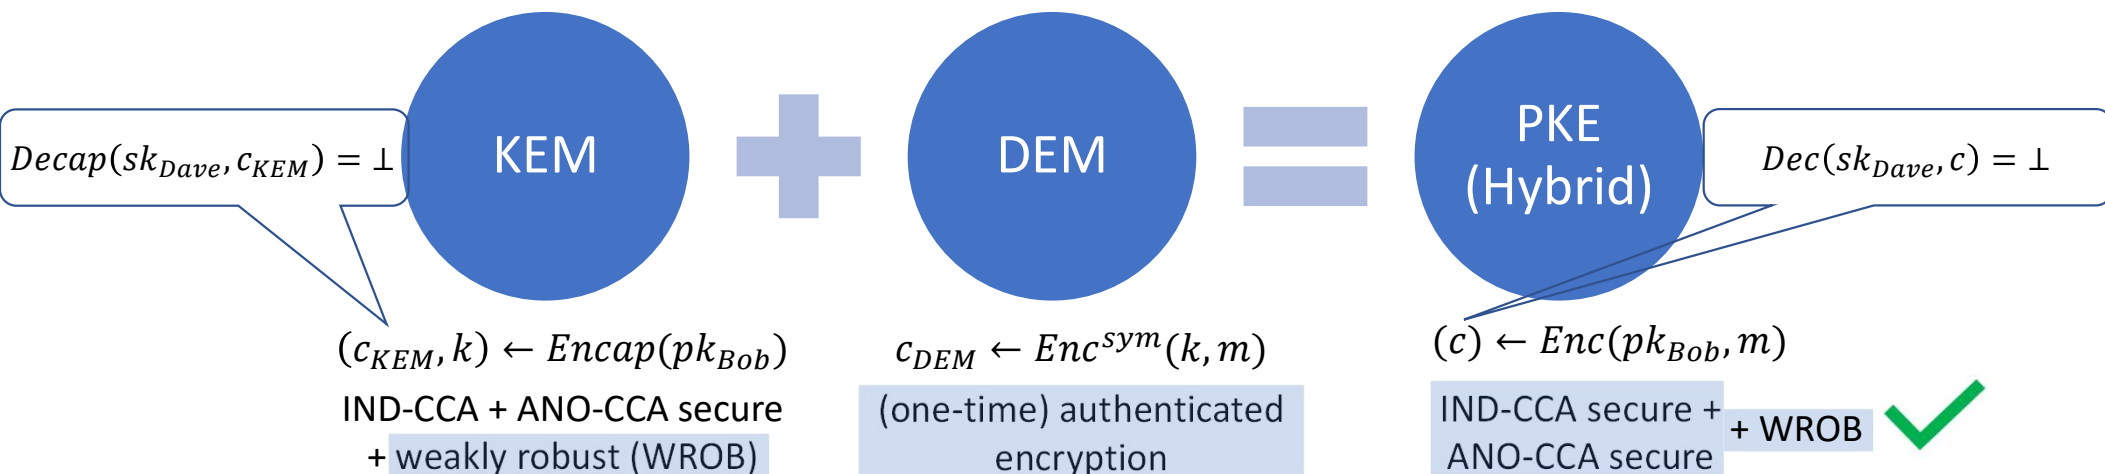 Decap(sk_Dave, c_KEM) = ⊥
KEM
DEM
PKE
(Hybrid)
Dec(sk_Dave, c) = ⊥
(c_KEM, k) ← Encap(pk_Bob)
IND-CCA + ANO-CCA secure
+ weakly robust (WROB)
c_DEM ← Enc^sym(k, m)
(one-time) authenticated
encryption
(c) ← Enc(pk_Bob, m)
IND-CCA secure +
ANO-CCA secure
+ WROB